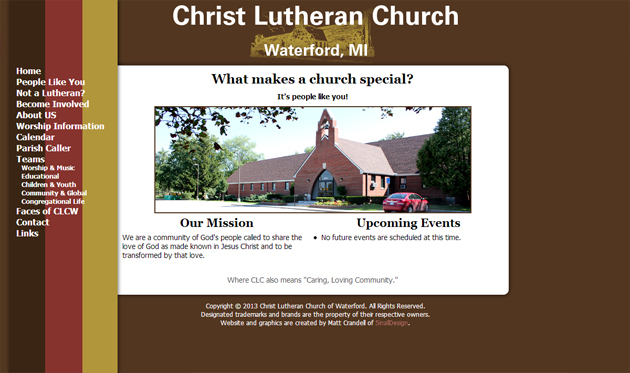 Christ Lutheran Church
Waterford, MI
Home
People Like You
Not a Lutheran?
Become Involved
About US
Worship Information
Calendar
Parish Caller
Teams
Worship & Music
Educational
Children & Youth
Community & Global
Congregational Life
Faces of CLCW
Contact
Links
What makes a church special?
It's people like you!
Our Mission
We are a community of God's people called to share the
love of God as made known in Jesus Christ and to be
transformed by that love.
Upcoming Events
• No future events are scheduled at this time.
Where CLC also means "Caring, Loving Community."
Copyright © 2013 Christ Lutheran Church of Waterford. All Rights Reserved.
Designated trademarks and brands are the property of their respective owners.
Website and graphics are created by Matt Crandell of SmallDesign.